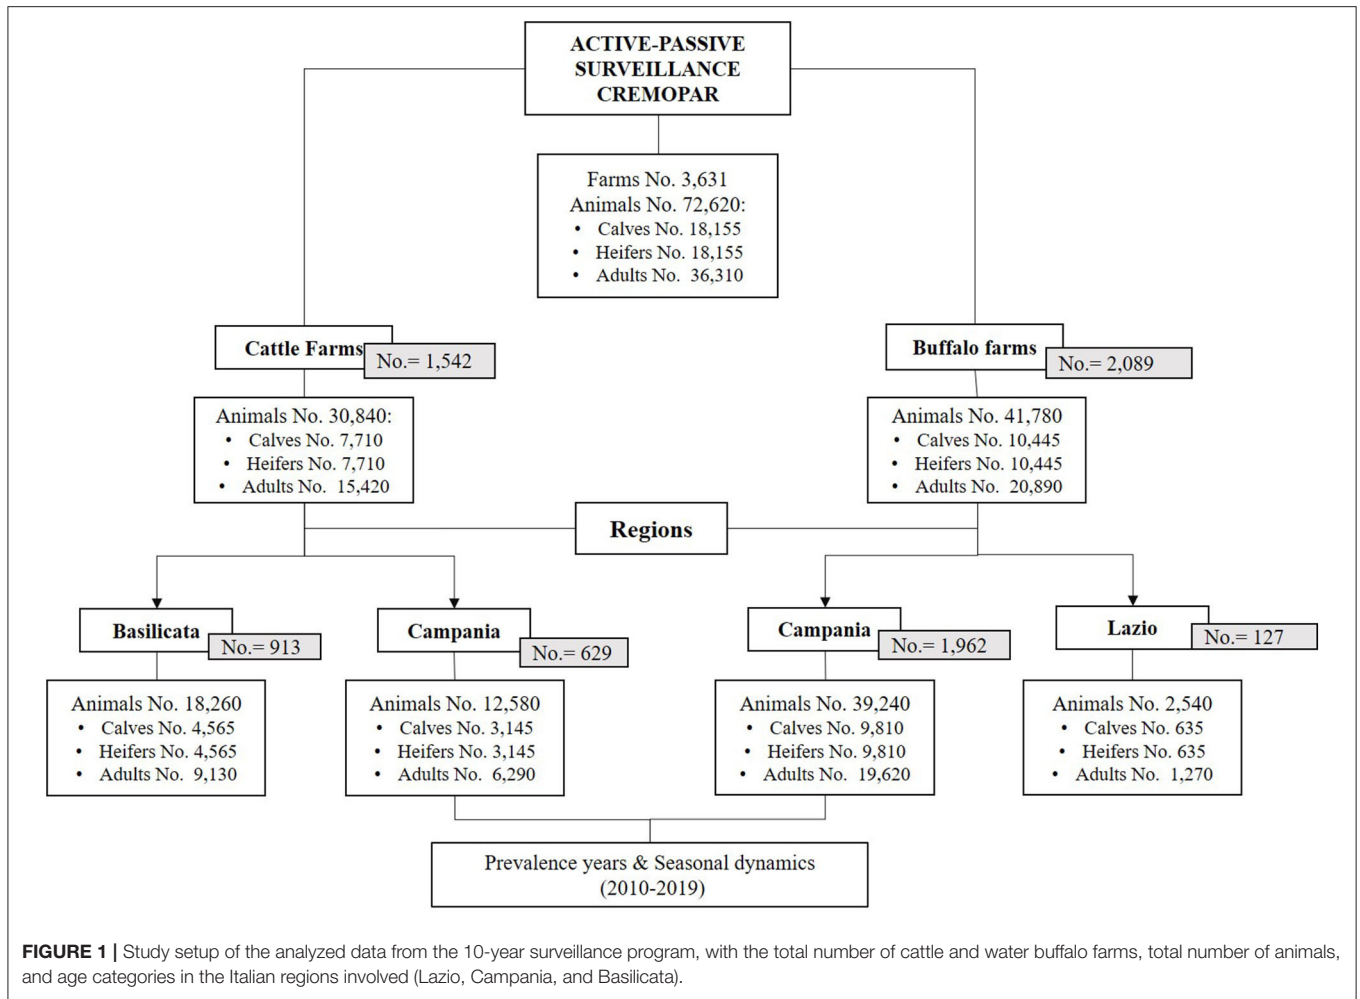 ACTIVE-PASSIVE
SURVEILLANCE
CREMOPAR
Farms No. 3,631
Animals No. 72,620:
• Calves No. 18,155
• Heifers No. 18,155
• Adults No. 36,310
Cattle Farms
No.= 1,542
Buffalo farms
No.= 2,089
Animals No. 30,840:
• Calves No. 7,710
• Heifers No. 7,710
• Adults No. 15,420
Animals No. 41,780
• Calves No. 10,445
• Heifers No. 10,445
• Adults No. 20,890
Regions
Basilicata
No.= 913
Campania
No.= 629
Campania
No.= 1,962
Lazio
No.= 127
Animals No. 18,260
• Calves No. 4,565
• Heifers No. 4,565
• Adults No. 9,130
Animals No. 12,580
• Calves No. 3,145
• Heifers No. 3,145
• Adults No. 6,290
Animals No. 39,240
• Calves No. 9,810
• Heifers No. 9,810
• Adults No. 19,620
Animals No. 2,540
• Calves No. 635
• Heifers No. 635
• Adults No. 1,270
Prevalence years & Seasonal dynamics
(2010-2019)
FIGURE 1 | Study setup of the analyzed data from the 10-year surveillance program, with the total number of cattle and water buffalo farms, total number of animals,
and age categories in the Italian regions involved (Lazio, Campania, and Basilicata).